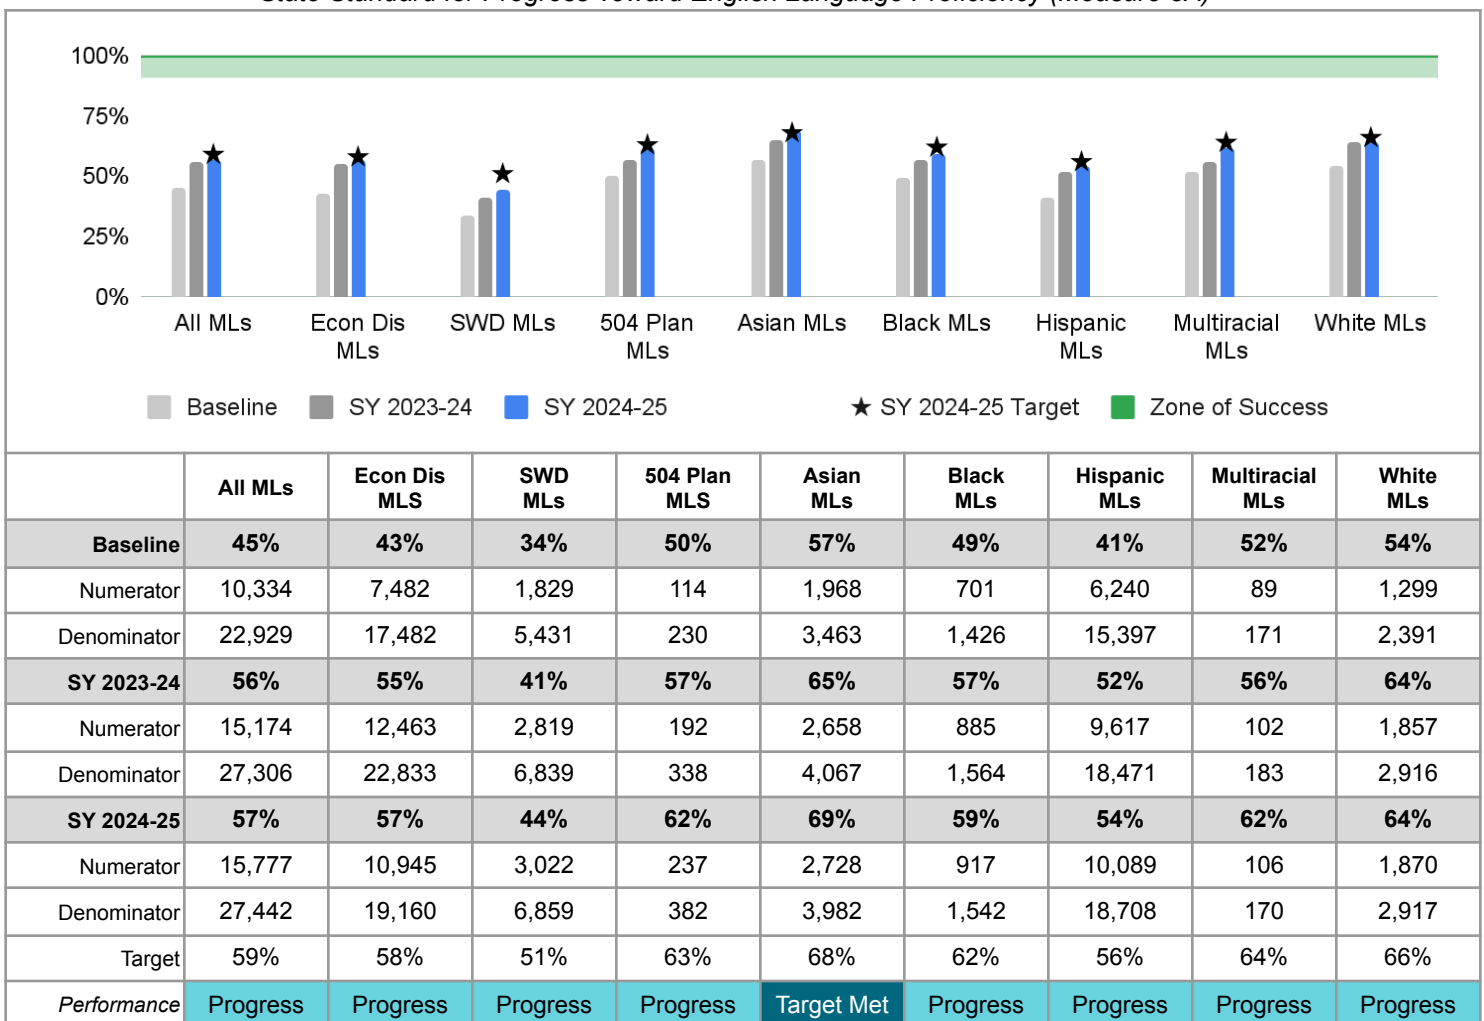 State Standard for Progress Toward English Language Proficiency (Measure 3A)
100%
75%
50%
25%
0%
All MLs Econ Dis MLs SWD MLs 504 Plan MLs Asian MLs Black MLs Hispanic MLs Multiracial MLs White MLs
Baseline SY 2023-24 SY 2024-25 ★ SY 2024-25 Target Zone of Success
All MLs Econ Dis MLS SWD MLs 504 Plan MLS Asian MLs Black MLs Hispanic MLs Multiracial MLs White MLs
Baseline 45% 43% 34% 50% 57% 49% 41% 52% 54%
Numerator 10,334 7,482 1,829 114 1,968 701 6,240 89 1,299
Denominator 22,929 17,482 5,431 230 3,463 1,426 15,397 171 2,391
SY 2023-24 56% 55% 41% 57% 65% 57% 52% 56% 64%
Numerator 15,174 12,463 2,819 192 2,658 885 9,617 102 1,857
Denominator 27,306 22,833 6,839 338 4,067 1,564 18,471 183 2,916
SY 2024-25 57% 57% 44% 62% 69% 59% 54% 62% 64%
Numerator 15,777 10,945 3,022 237 2,728 917 10,089 106 1,870
Denominator 27,442 19,160 6,859 382 3,982 1,542 18,708 170 2,917
Target 59% 58% 51% 63% 68% 62% 56% 64% 66%
Performance Progress Progress Progress Progress Target Met Progress Progress Progress Progress